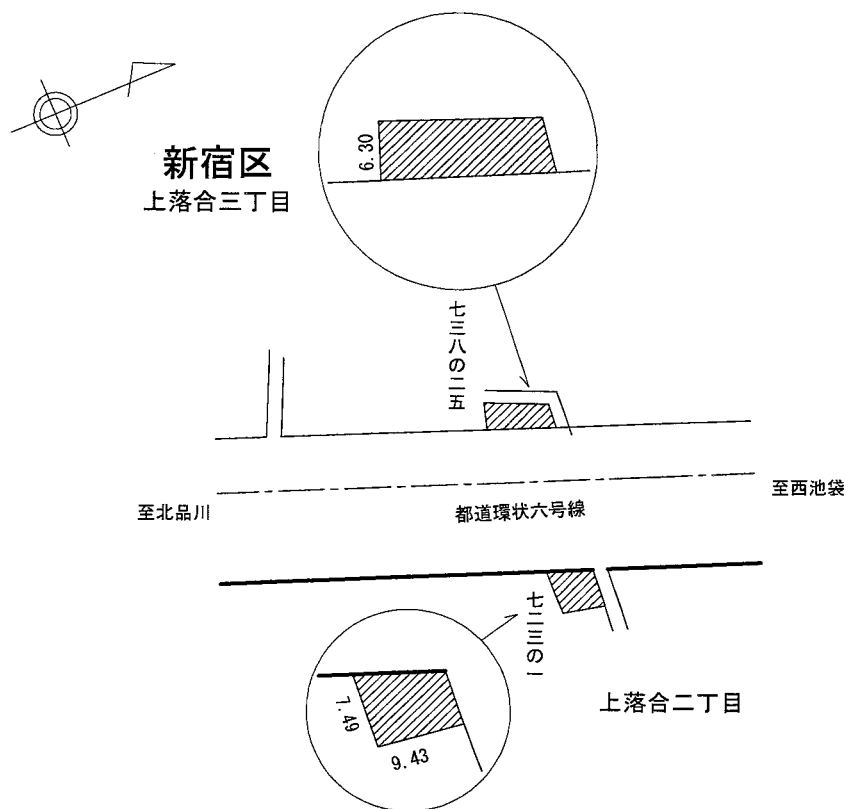 新宿区
上落合三丁目
6.30
七三八の二五
至北品川
都道環状六号線
至西池袋
七二三の一
上落合二丁目
7.49
9.43